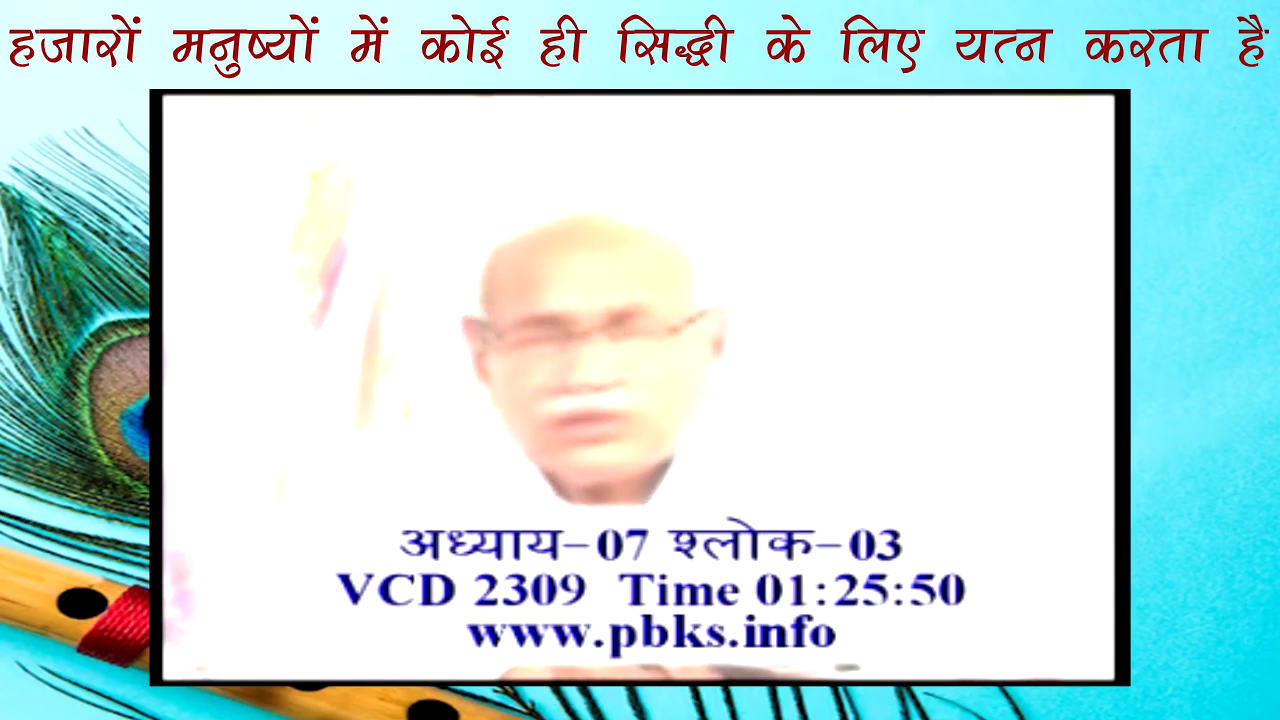 हजारों मनुष्यों में कोई ही सिद्धी के लिए यत्न करता है
अध्याय-07 श्लोक-03
VCD 2309 Time 01:25:50
www.pbks.info